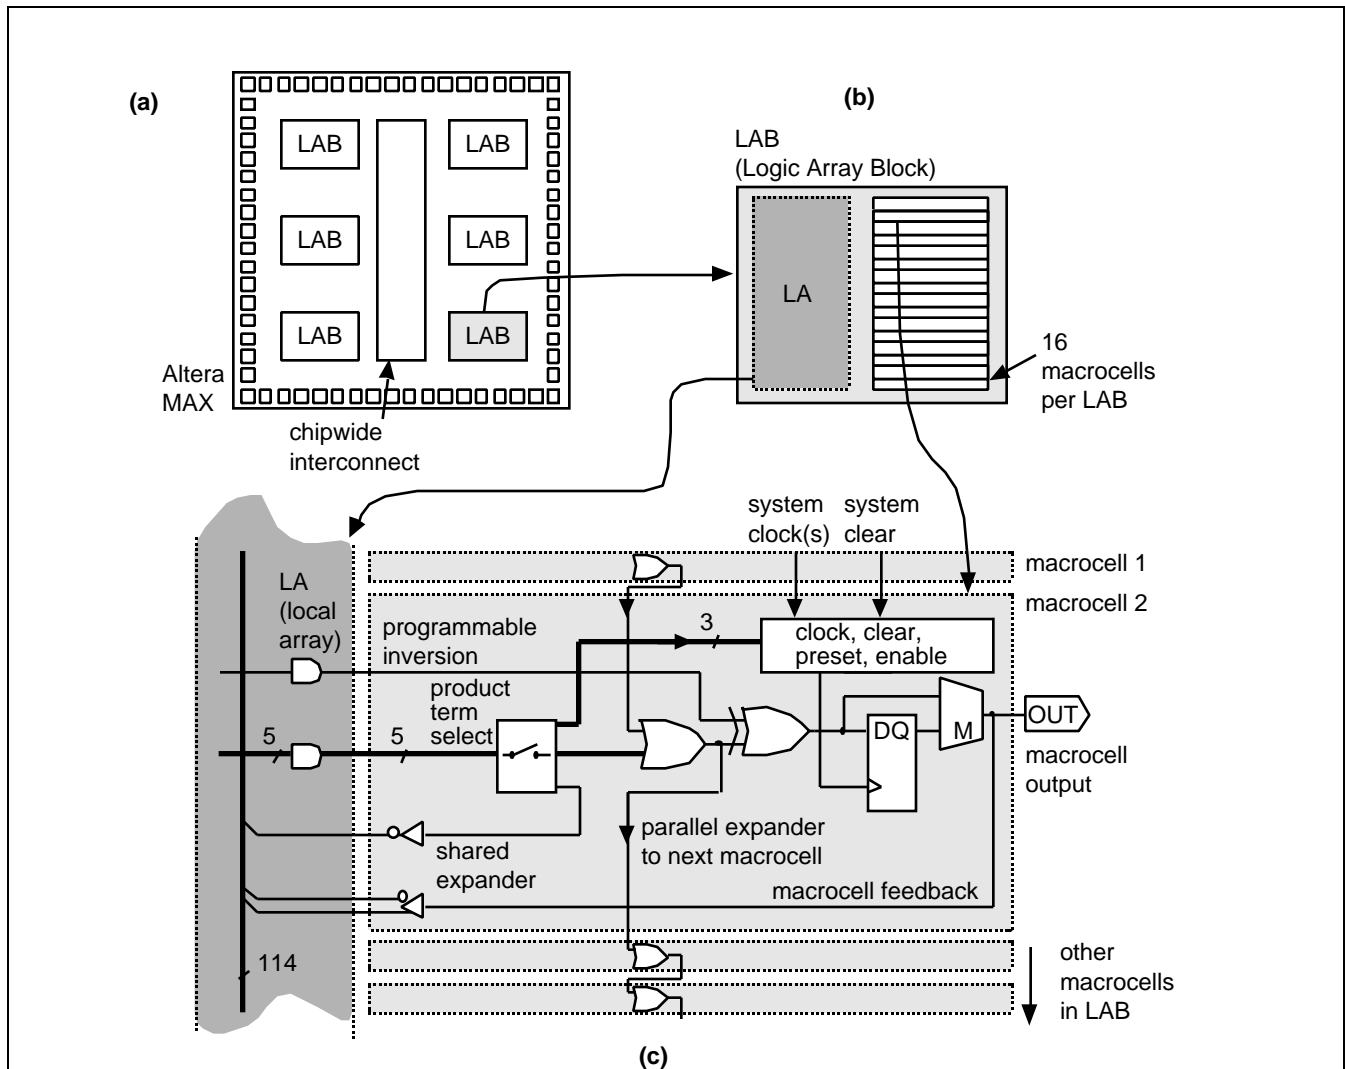 (a)
(b)
LAB
LAB
LAB
LAB
LAB
LAB
Altera
MAX
chipwide
interconnect
LAB
(Logic Array Block)
LA
16
macrocells
per LAB
system
clock(s)
system
clear
macrocell 1
macrocell 2
LA
(local
array)
programmable
inversion
3
clock, clear,
preset, enable
product
term
select
5
5
DQ
M
OUT
macrocell
output
parallel expander
to next macrocell
shared
expander
macrocell feedback
114
other
macrocells
in LAB
(c)